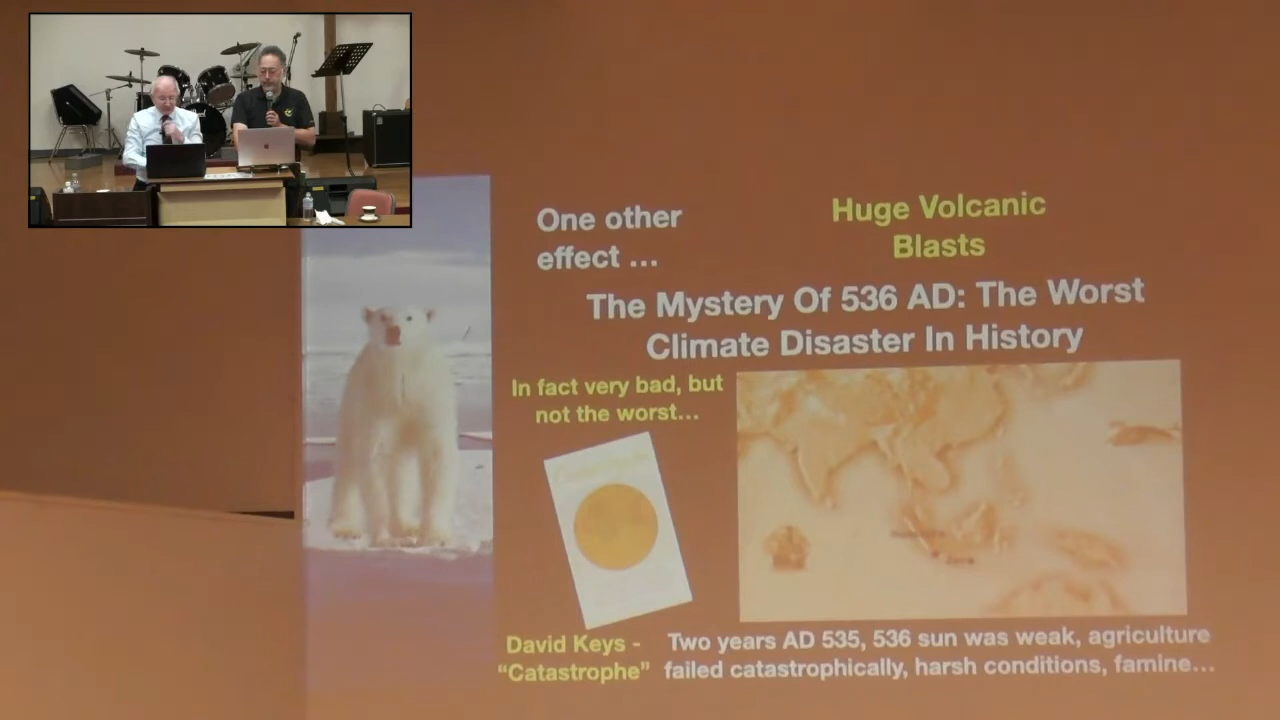 One other
effect ...
Huge Volcanic
Blasts
The Mystery Of 536 AD: The Worst
Climate Disaster In History
In fact very bad, but
not the worst...
David Keys -
“Catastrophe”
Two years AD 535, 536 sun was weak, agriculture
failed catastrophically, harsh conditions, famine...